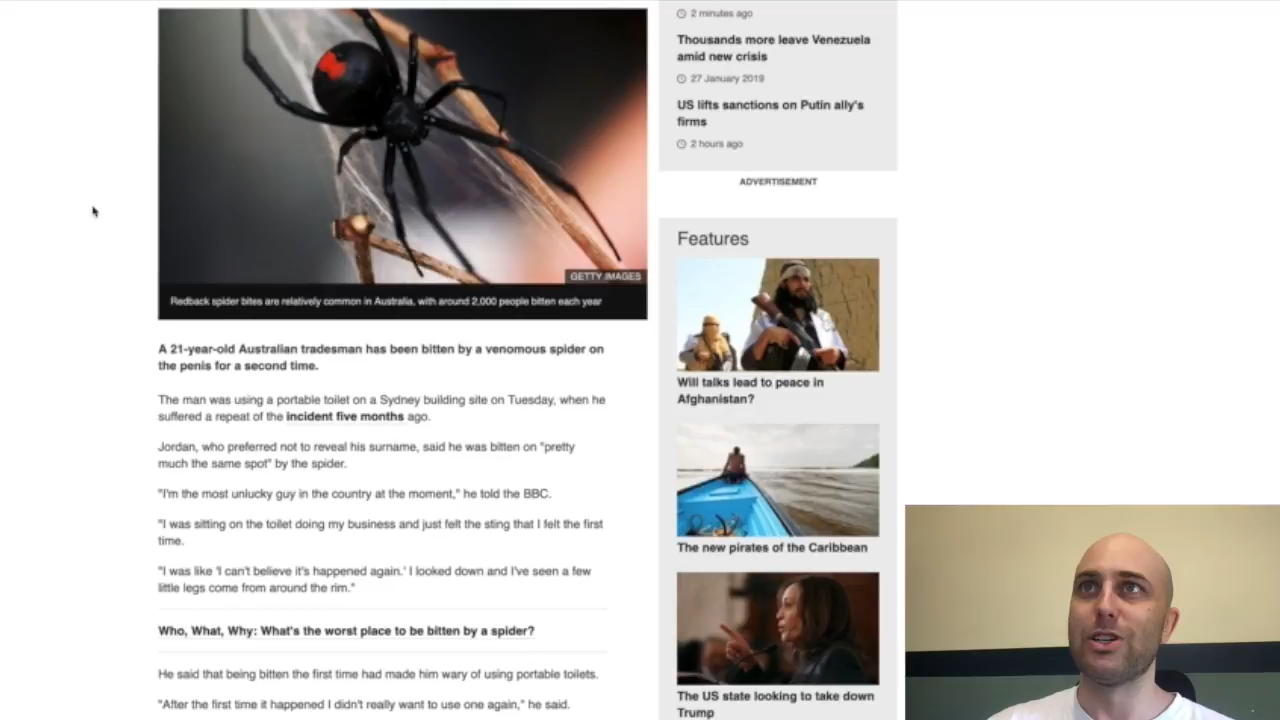 GETTY IMAGES
Redback spider bites are relatively common in Australia, with around 2,000 people bitten each year
A 21-year-old Australian tradesman has been bitten by a venomous spider on
the penis for a second time.
The man was using a portable toilet on a Sydney building site on Tuesday, when he
suffered a repeat of the incident five months ago.
Jordan, who preferred not to reveal his surname, said he was bitten on "pretty
much the same spot" by the spider.
"I'm the most unlucky guy in the country at the moment," he told the BBC.
"I was sitting on the toilet doing my business and just felt the sting that I felt the first
time.
"I was like 'I can't believe it's happened again.' I looked down and I've seen a few
little legs come from around the rim."
Who, What, Why: What's the worst place to be bitten by a spider?
He said that being bitten the first time had made him wary of using portable toilets.
"After the first time it happened I didn't really want to use one again," he said.
2 minutes ago
Thousands more leave Venezuela
amid new crisis
27 January 2019
US lifts sanctions on Putin ally's
firms
2 hours ago
ADVERTISEMENT
Features
Will talks lead to peace in
Afghanistan?
The new pirates of the Caribbean
The US state looking to take down
Trump